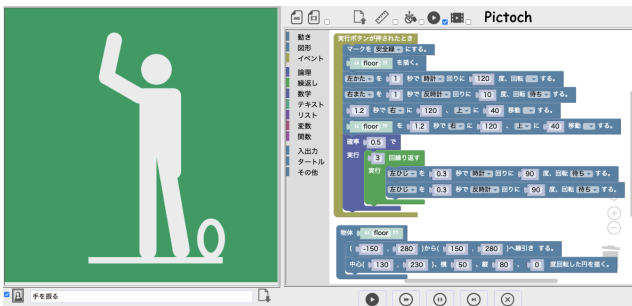 Pictoch
動き
図形
イベント
論理
繰返し
数学
テキスト
リスト
変数
関数
入出力
タートル
その他
実行ボタンが押されたとき
マークを 安全緑 にする。
“ floor ” を描く。
左かた を 1 秒で 時計 回りに 120 度、回転 する。
右また を 1 秒で 反時計 回りに 10 度、回転 待ち する。
1.2 秒で 右 に 120 、 上 に 40 移動 する。
“ floor ” を 1.2 秒で 右 に 120 、 上 に 40 移動 する。
確率 0.5 で
実行 3 回繰り返す
実行 左ひじ を 0.3 秒で 時計 回りに 90 度、回転 待ち する。
左ひじ を 0.3 秒で 反時計 回りに 90 度、回転 待ち する。
物体 “ floor ”
( -150 , 280 )から( 150 , 280 )へ線引き する。
中心( 130 , 230 )、横 50 、縦 80 、 0 度回転した円を描く。
手を振る